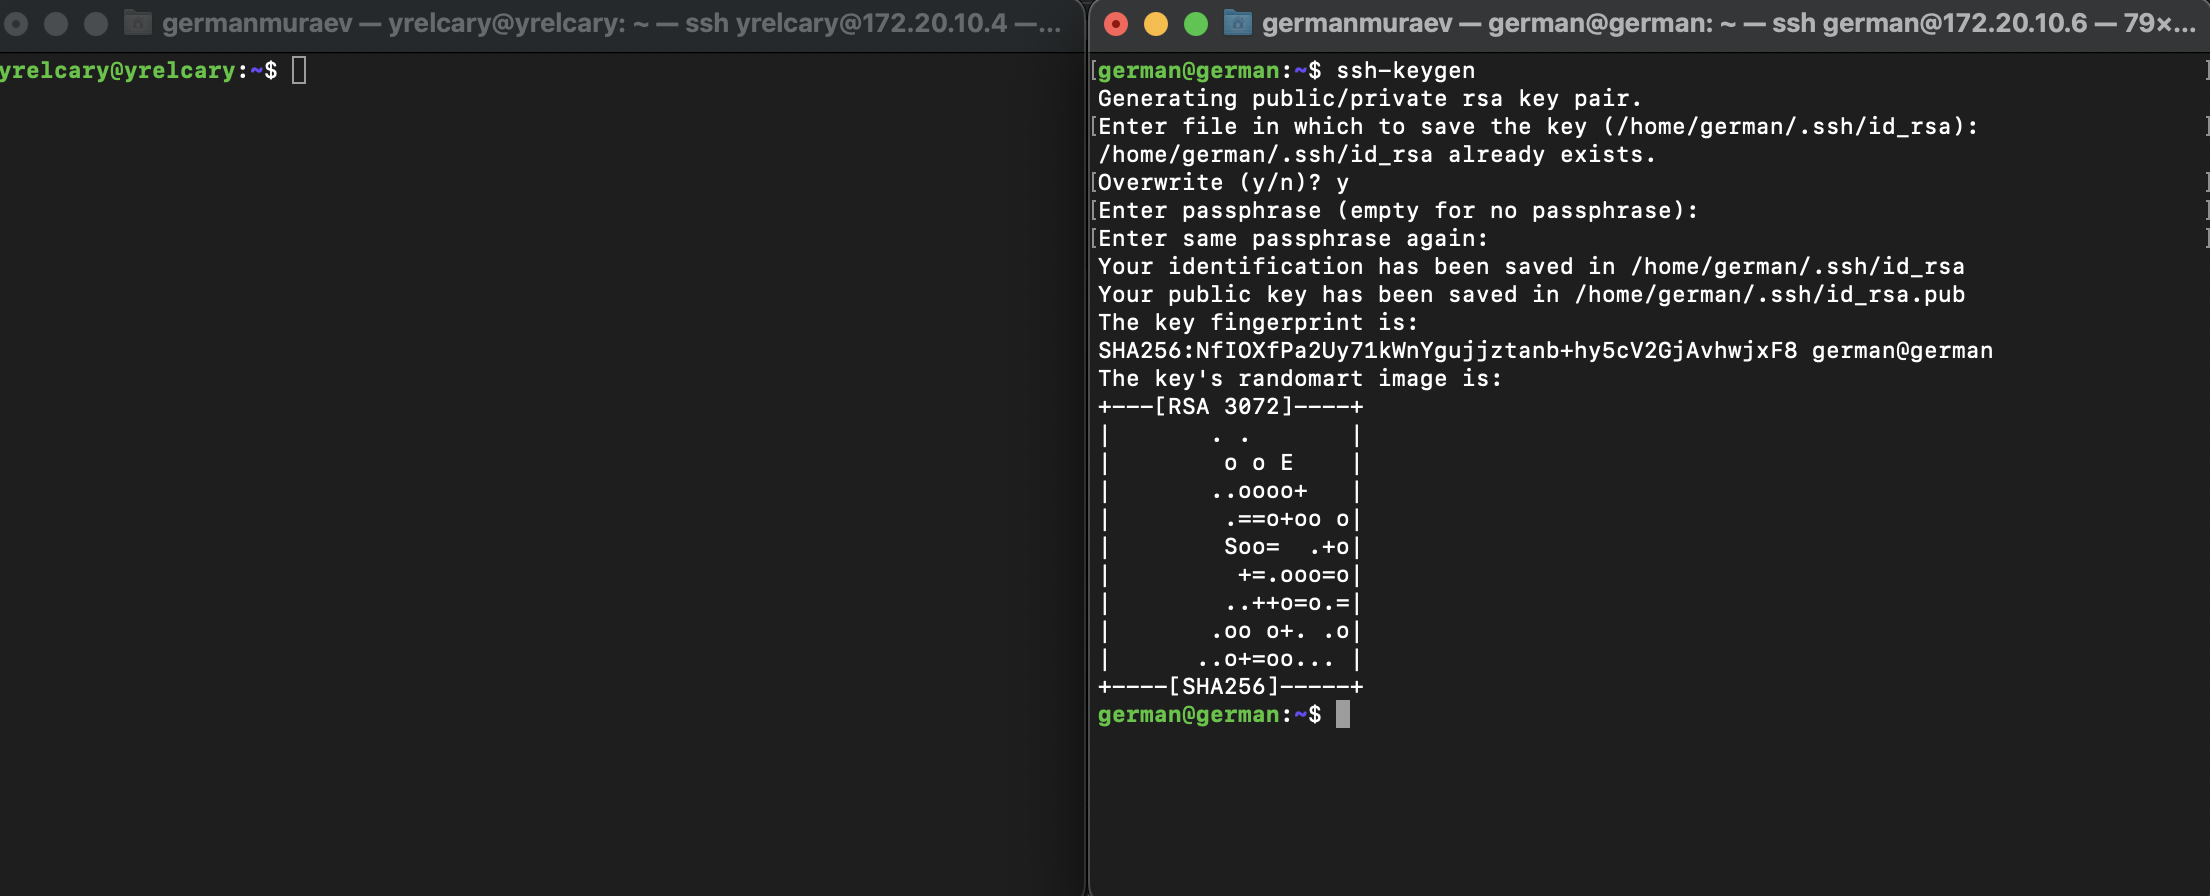 germanmuraev — yrelcary@yrelcary: ~ — ssh yrelcary@172.20.10.4 —...
yrelcary@yrelcary:~$
germanmuraev — german@german: ~ — ssh german@172.20.10.6 — 79×...
[german@german:~$ ssh-keygen ]
Generating public/private rsa key pair.
[Enter file in which to save the key (/home/german/.ssh/id_rsa): ]
/home/german/.ssh/id_rsa already exists.
[Overwrite (y/n)? y ]
[Enter passphrase (empty for no passphrase): ]
[Enter same passphrase again: ]
Your identification has been saved in /home/german/.ssh/id_rsa
Your public key has been saved in /home/german/.ssh/id_rsa.pub
The key fingerprint is:
SHA256:NfIOXfPa2Uy71kWnYgujjztanb+hy5cV2GjAvhwjxF8 german@german
The key's randomart image is:
+---[RSA 3072]----+
|       . .       |
|        o o E    |
|       ..oooo+   |
|        .==o+oo o|
|        Soo=  .+o|
|         +=.ooo=o|
|        ..++o=o.=|
|       .oo o+. .o|
|      ..o+=oo... |
+----[SHA256]-----+
german@german:~$